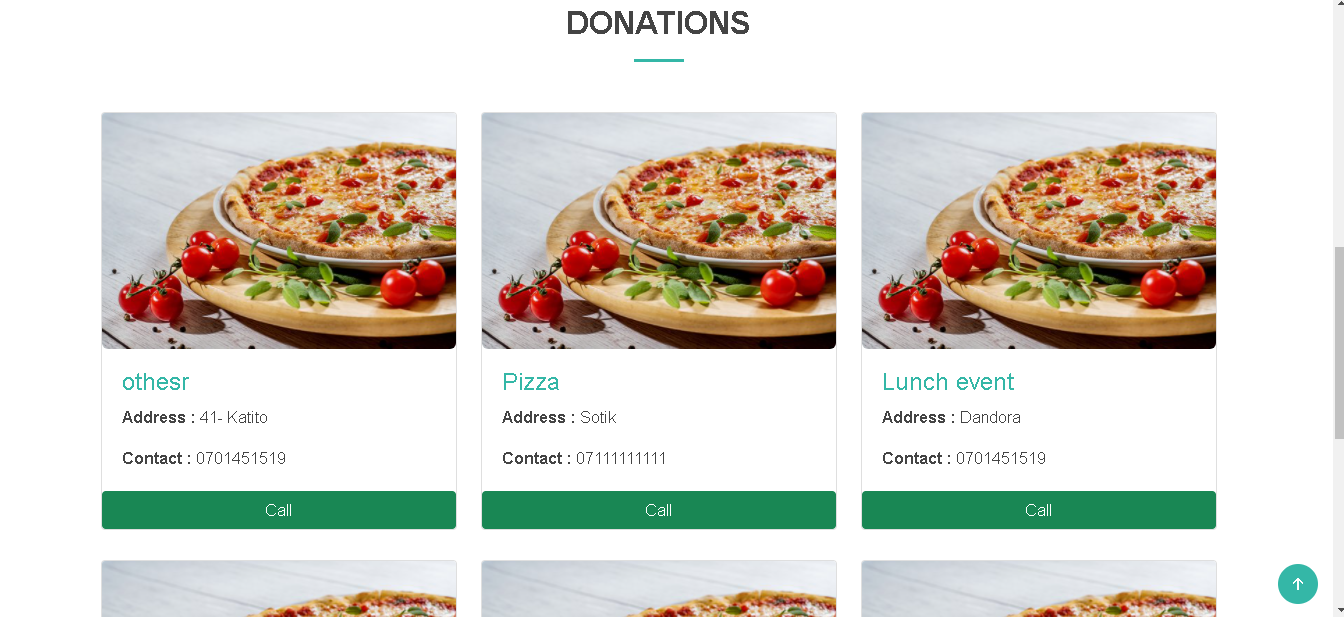 DONATIONS
othesr
Address : 41- Katito
Contact : 0701451519
Call
Pizza
Address : Sotik
Contact : 07111111111
Call
Lunch event
Address : Dandora
Contact : 0701451519
Call